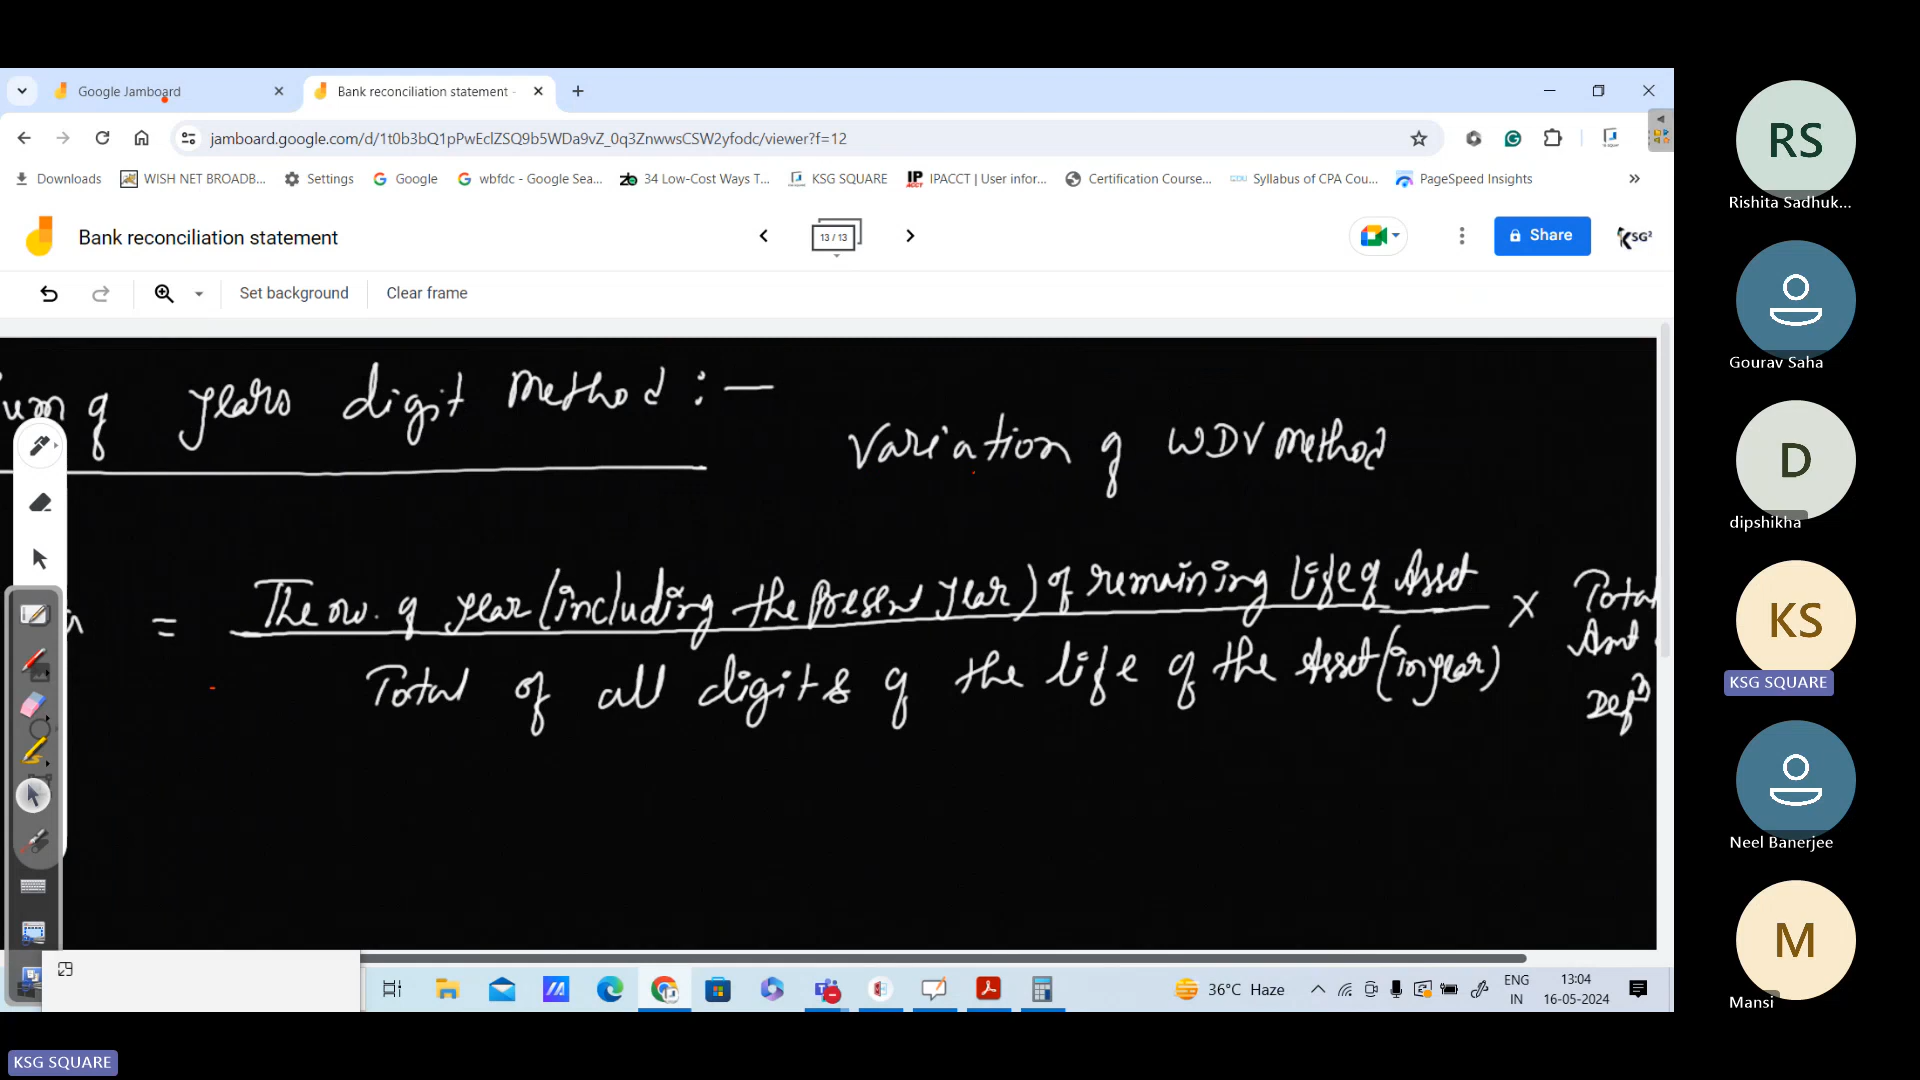 Google Jamboard
Bank reconciliation statement -
jamboard.google.com/d/1t0b3bQ1pPwEclZSQ9b5WDa9vZ_0q3ZnwwsCSW2yfodc/viewer?f=12
Downloads WISH NET BROADB... Settings Google wbfdc - Google Sea... 34 Low-Cost Ways T... KSG SQUARE IPACCT | User infor... Certification Course... Syllabus of CPA Cou... PageSpeed Insights
Bank reconciliation statement
13 / 13
Share
KSG²
Set background Clear frame
years digit Method :—
Variation of WDV Method
= The no. of year (including the present year) of remaining life of Asset × Total
Total of all digits of the life of the Asset (in year)
Amt
Depn
36°C Haze
ENG
IN
13:04
16-05-2024
RS
Rishita Sadhuk...
Gourav Saha
D
dipshikha
KS
KSG SQUARE
Neel Banerjee
M
Mansi
KSG SQUARE